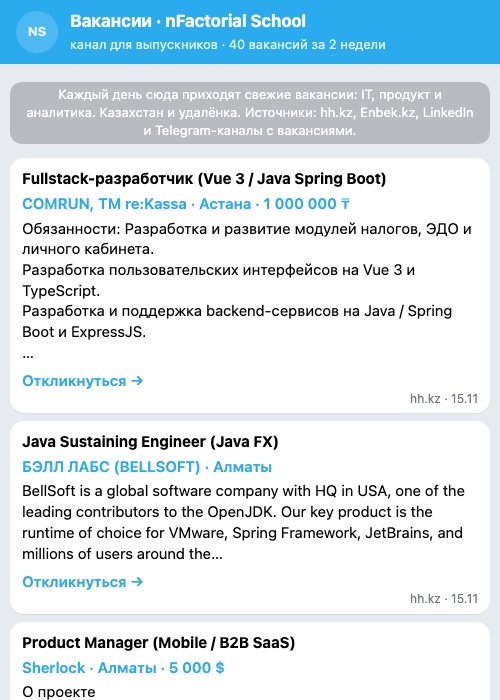 NS
Вакансии · nFactorial School
канал для выпускников · 40 вакансий за 2 недели
Каждый день сюда приходят свежие вакансии: IT, продукт и
аналитика. Казахстан и удалёнка. Источники: hh.kz, Enbek.kz, LinkedIn
и Telegram-каналы с вакансиями.
Fullstack-разработчик (Vue 3 / Java Spring Boot)
COMRUN, TM re:Kassa · Астана · 1 000 000 ₸
Обязанности: Разработка и развитие модулей налогов, ЭДО и
личного кабинета.
Разработка пользовательских интерфейсов на Vue 3 и
TypeScript.
Разработка и поддержка backend-сервисов на Java / Spring
Boot и ExpressJS.
...
Откликнуться →
hh.kz · 15.11
Java Sustaining Engineer (Java FX)
БЭЛЛ ЛАБС (BELLSOFT) · Алматы
BellSoft is a global software company with HQ in USA, one of the
leading contributors to the OpenJDK. Our key product is the
runtime of choice for VMware, Spring Framework, JetBrains, and
millions of users around the...
Откликнуться →
hh.kz · 15.11
Product Manager (Mobile / B2B SaaS)
Sherlock · Алматы · 5 000 $
О проекте